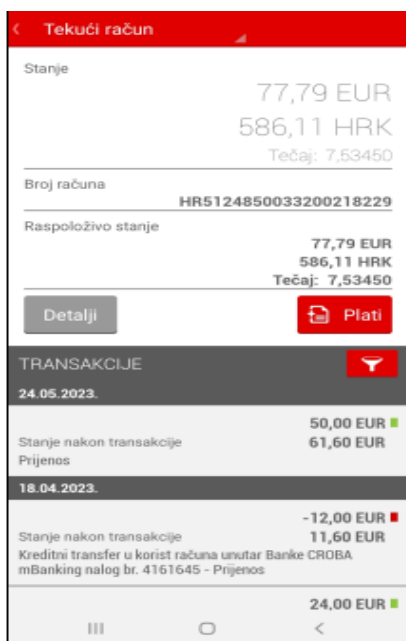 Tekući račun
Stanje
77,79 EUR
586,11 HRK
Tečaj: 7,53450
Broj računa
HR5124850033200218229
Raspoloživo stanje
77,79 EUR
586,11 HRK
Tečaj: 7,53450
Detalji
Plati
TRANSAKCIJE
24.05.2023.
50,00 EUR
Stanje nakon transakcije 61,60 EUR
Prijenos
18.04.2023.
-12,00 EUR
Stanje nakon transakcije 11,60 EUR
Kreditni transfer u korist računa unutar Banke CROBA
mBanking nalog br. 4161645 - Prijenos
24,00 EUR